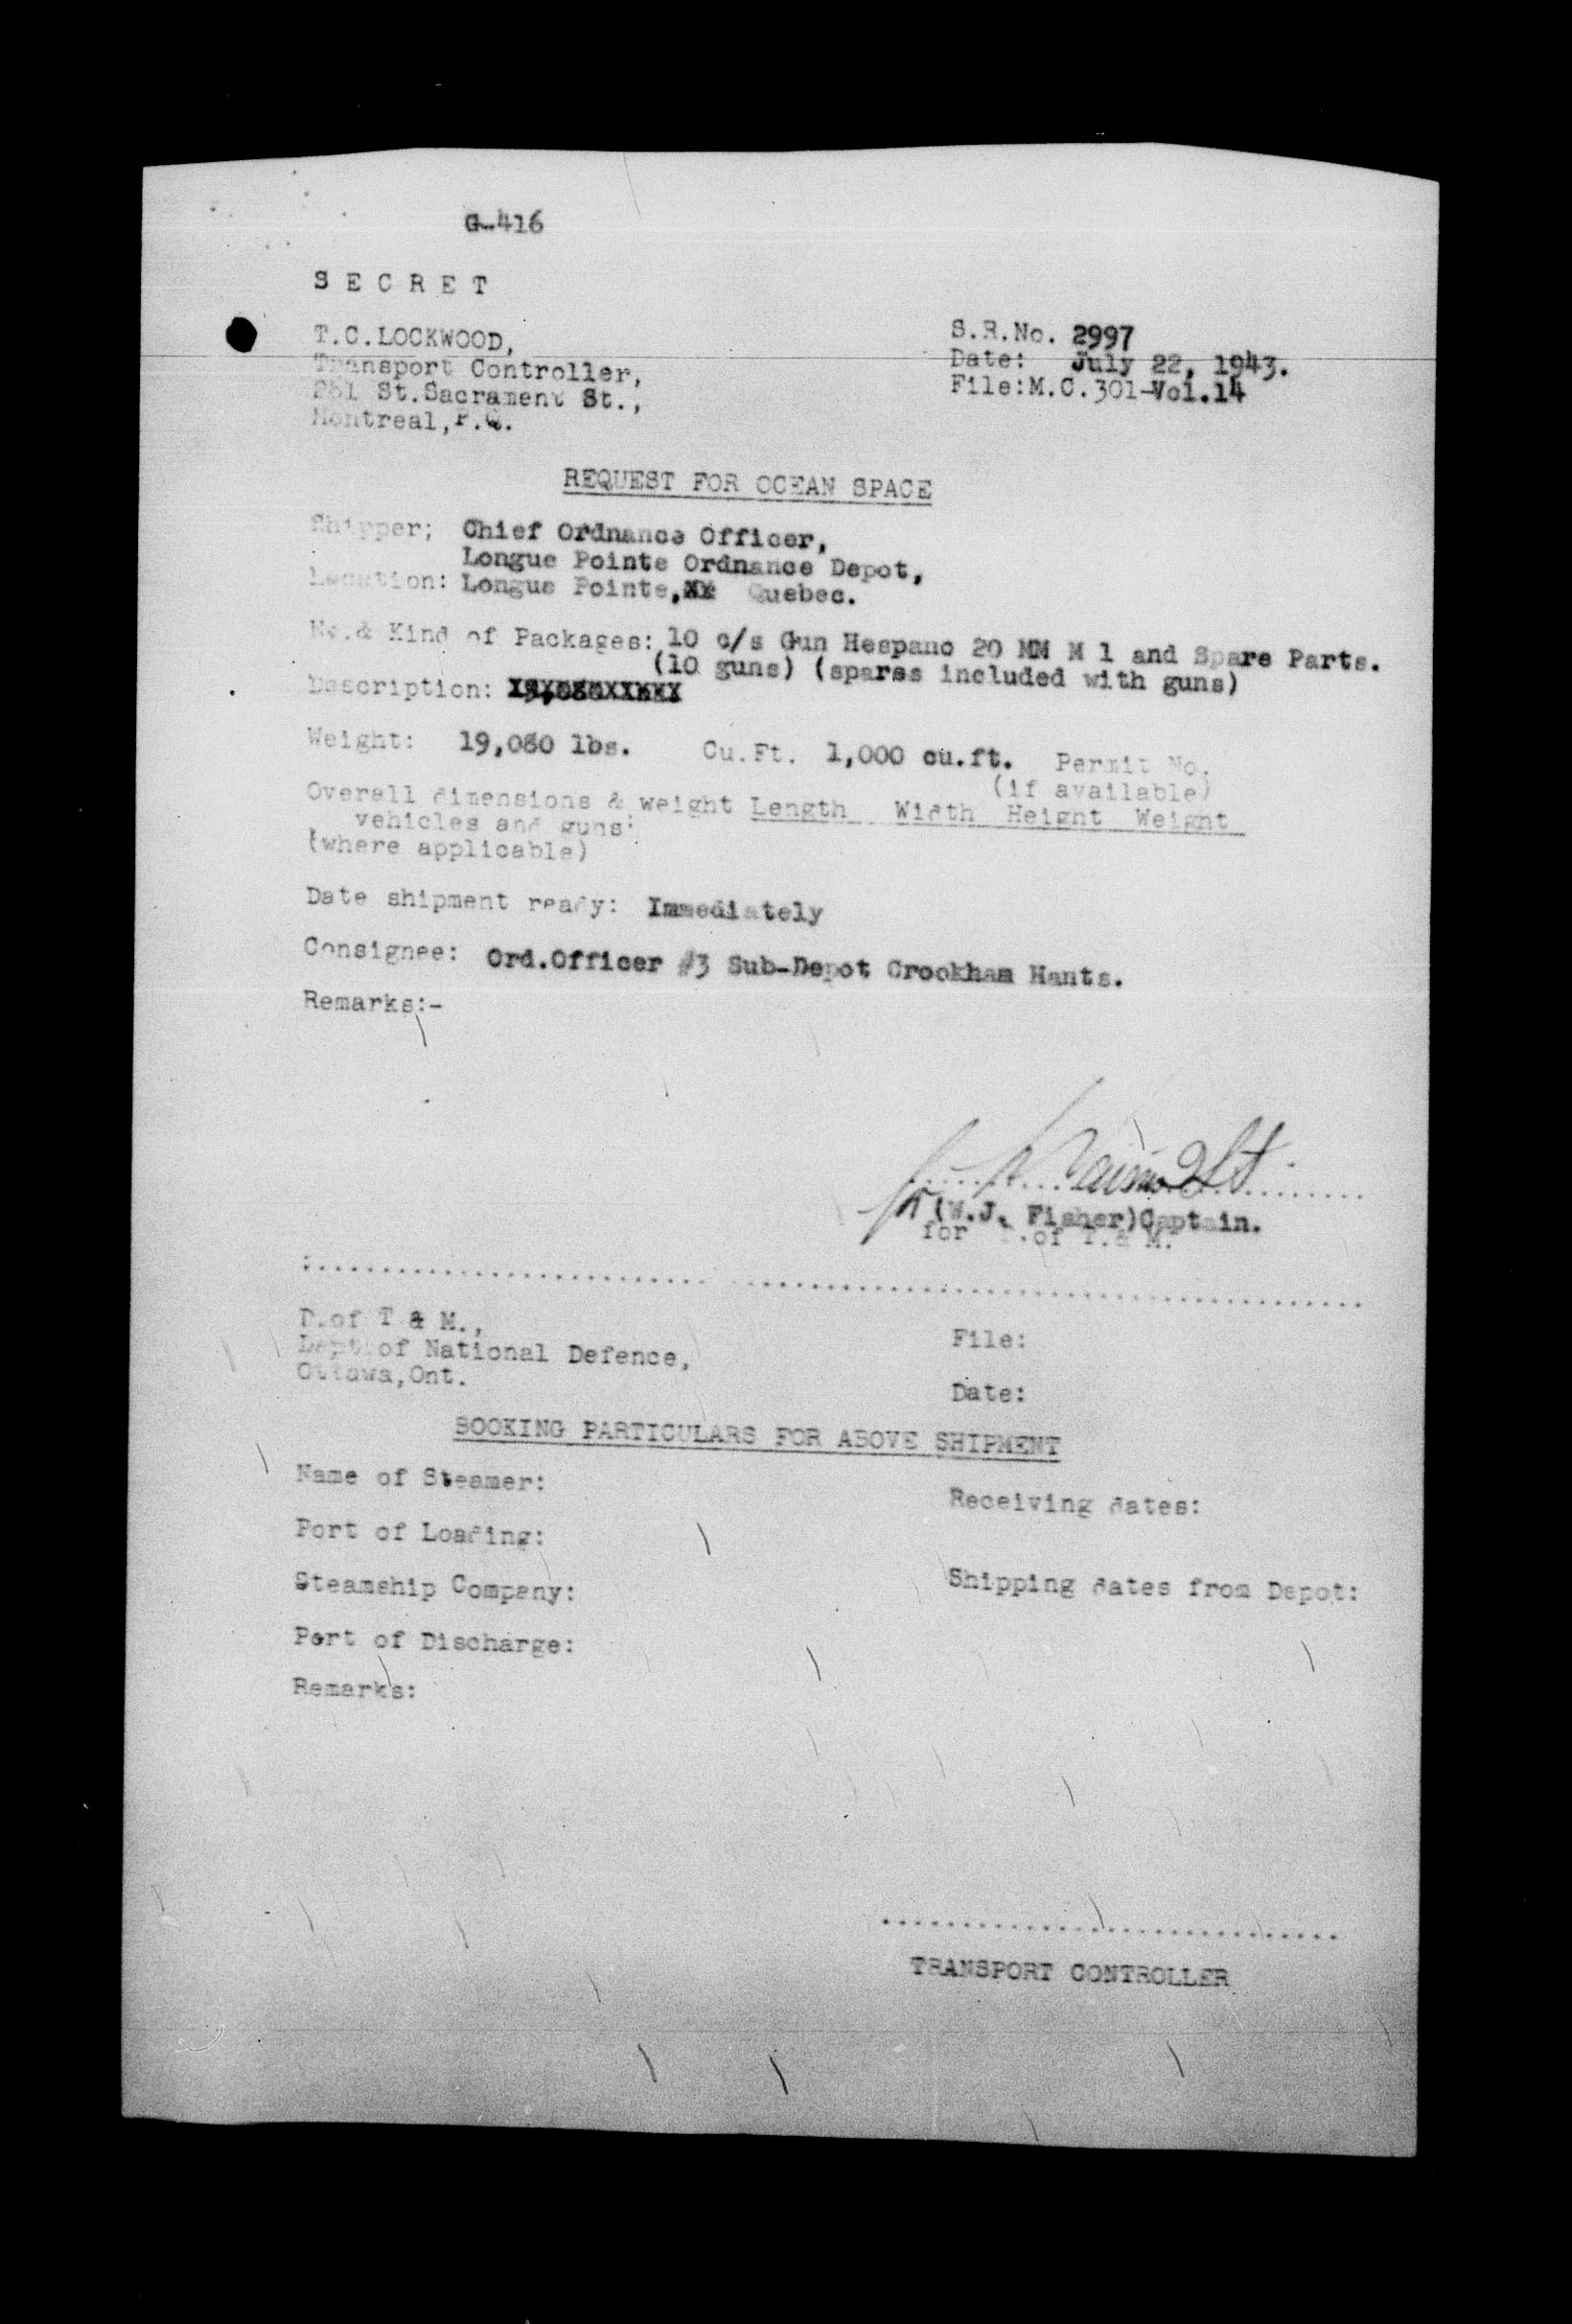 G-416
S E C R E T
T.C.LOCKWOOD,
Transport Controller,
St.Sacrament St.,
Montreal,P.Q.
S.R.No. 2997
Date: July 22, 1943.
File:M.C.301-Vol.14
REQUEST FOR OCEAN SPACE
Shipper; Chief Ordnance Officer,
Longue Pointe Ordnance Depot,
Location: Longue Pointe, Quebec.
No.& Kind of Packages: 10 c/s Gun Hespano 20 MM M 1 and Spare Parts.
(10 guns) (spares included with guns)
Description:
Weight: 19,080 lbs. Cu.Ft. 1,000 cu.ft. Permit No.
(if available)
Overall dimensions & weight Length Width Height Weight
vehicles and guns:
(where applicable)
Date shipment ready: Immediately
Consignee: Ord.Officer #3 Sub-Depot Crookham Hants.
Remarks:-
(W.J. Fisher)Captain.
for D.of T.& M.
D.of T & M.,
Dept of National Defence,
Ottawa,Ont.
File:
Date:
BOOKING PARTICULARS FOR ABOVE SHIPMENT
Name of Steamer:
Receiving dates:
Port of Loading:
Steamship Company:
Shipping dates from Depot:
Port of Discharge:
Remarks:
TRANSPORT CONTROLLER